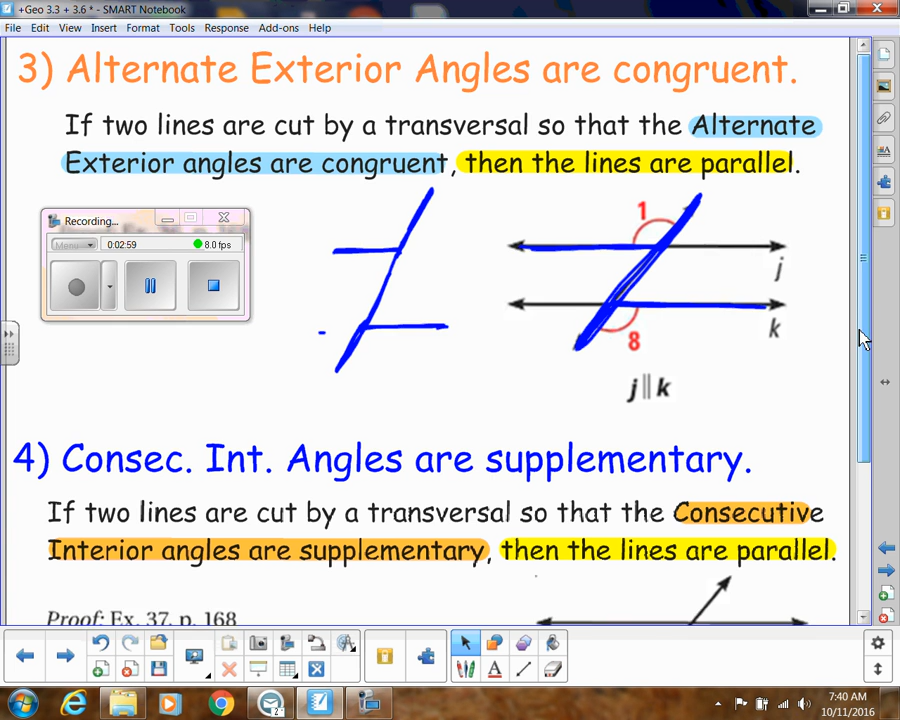 +Geo 3.3 + 3.6 * - SMART Notebook
File Edit View Insert Format Tools Response Add-ons Help
3) Alternate Exterior Angles are congruent.
If two lines are cut by a transversal so that the Alternate
Exterior angles are congruent, then the lines are parallel.
Recording...
Menu 0:02:59 8.0 fps
1
j
k
8
j || k
4) Consec. Int. Angles are supplementary.
If two lines are cut by a transversal so that the Consecutive
Interior angles are supplementary, then the lines are parallel.
Proof: Ex. 37, p. 168
A
2
7:40 AM
10/11/2016